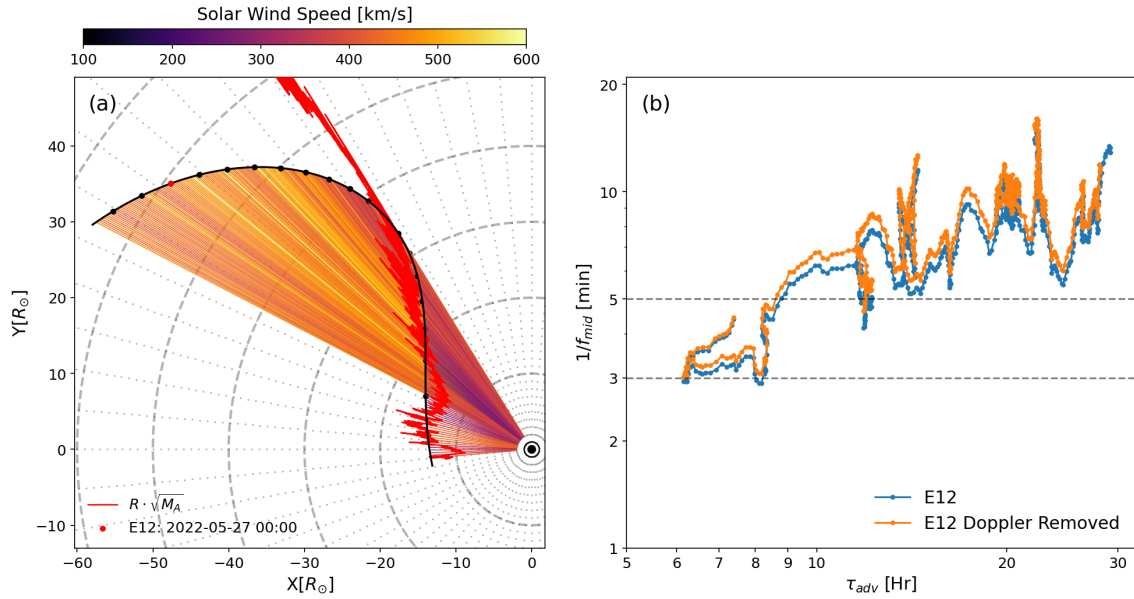 Solar Wind Speed [km/s]
100 200 300 400 500 600
(a)
Y[R⊙]
40
30
20
10
0
−10
R · √M_A
E12: 2022-05-27 00:00
−60 −50 −40 −30 −20 −10 0
X[R⊙]
(b)
1/f_mid [min]
20
10
5
3
2
1
E12
E12 Doppler Removed
5 6 7 8 9 10 20 30
τ_adv [Hr]